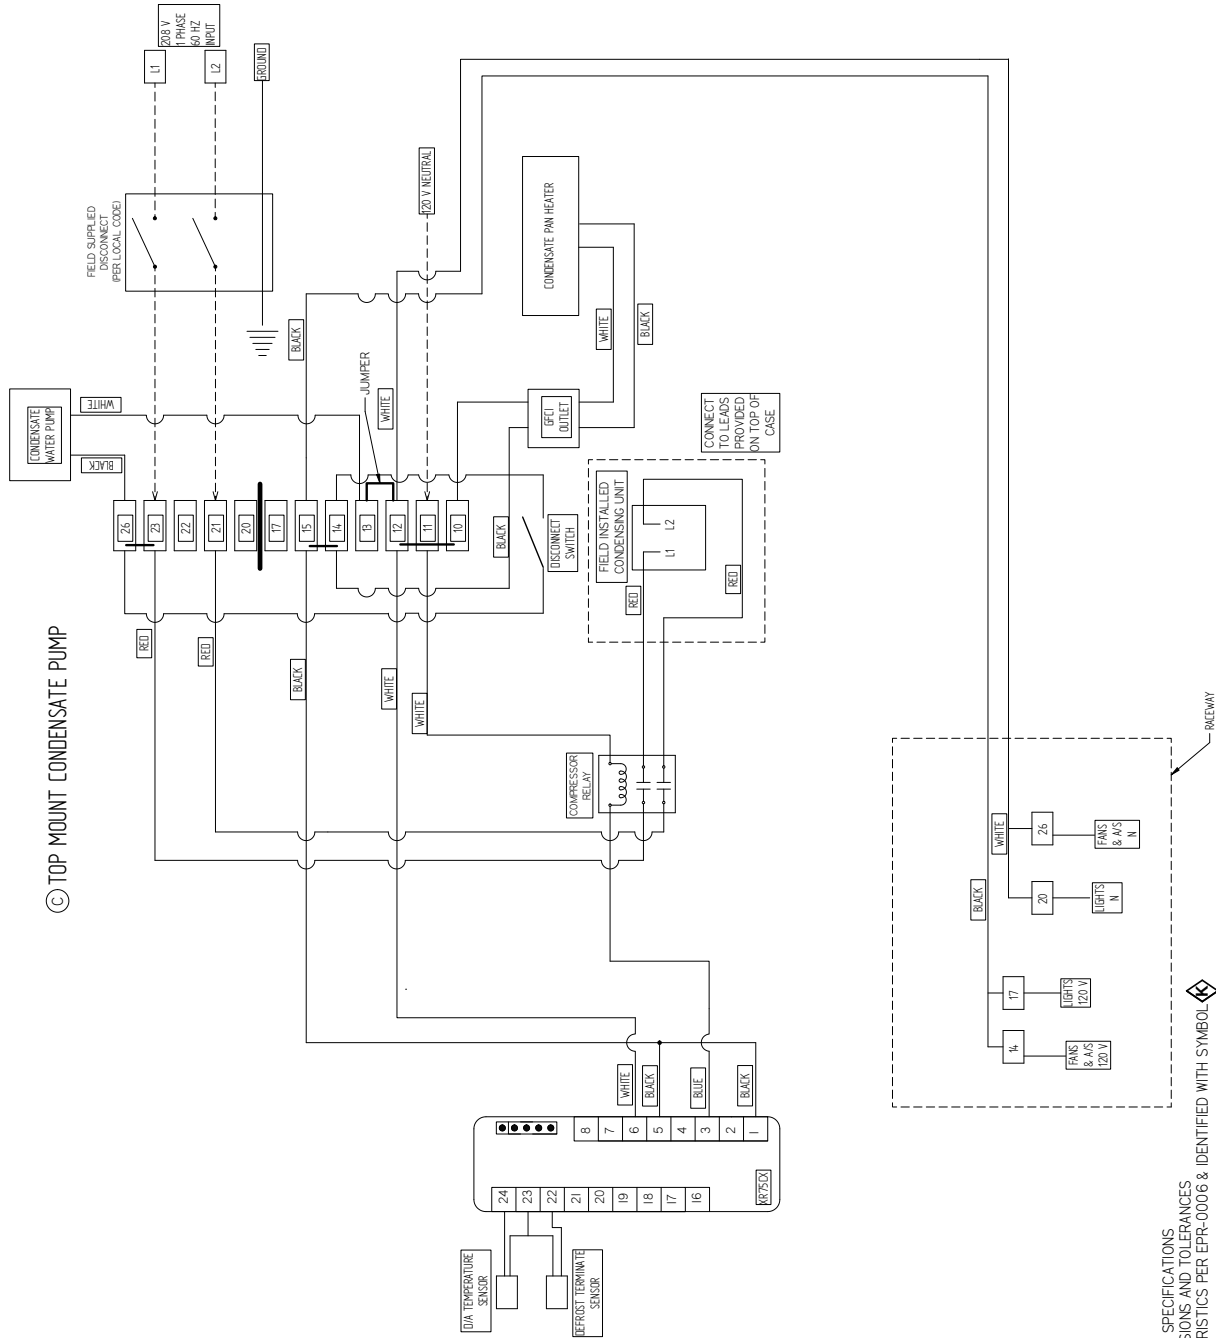 208 V
1 PHASE
60 HZ
INPUT
L1
L2
GROUND
FIELD SUPPLIED
DISCONNECT
(PER LOCAL CODE)
120 V NEUTRAL
CONDENSATE PAN HEATER
WHITE
BLACK
GFCI
OUTLET
CONDENSATE
WATER PUMP
WHITE
BLACK
BLACK
JUMPER
WHITE
26
23
22
21
20
17
15
14
13
12
11
10
BLACK
DISCONNECT
SWITCH
CONNECT
TO LEADS
PROVIDED
ON TOP OF
CASE
FIELD INSTALLED
CONDENSING UNIT
L1
L2
RED
RED
RED
RED
BLACK
WHITE
WHITE
COMPRESSOR
RELAY
C TOP MOUNT CONDENSATE PUMP
WHITE
BLACK
BLUE
BLACK
8
7
6
5
4
3
2
1
XR75CX
24
23
22
21
20
19
18
17
16
D/A TEMPERATURE
SENSOR
DEFROST TERMINATE
SENSOR
RACEWAY
WHITE
BLACK
26
FANS
& A/S
N
20
LIGHTS
N
17
LIGHTS
120 V
14
FANS
& A/S
120 V
SPECIFICATIONS
SIONS AND TOLERANCES
RISTICS PER EPR-0006 & IDENTIFIED WITH SYMBOL K